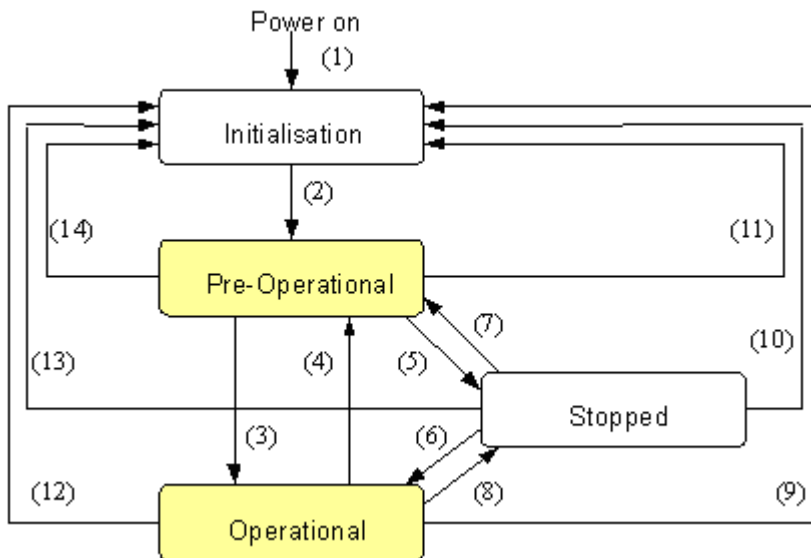 Power on
(1)
Initialisation
(2)
(14)
(11)
Pre-Operational
(7)
(13)
(4)
(5)
(10)
Stopped
(3)
(6)
(12)
(8)
(9)
Operational